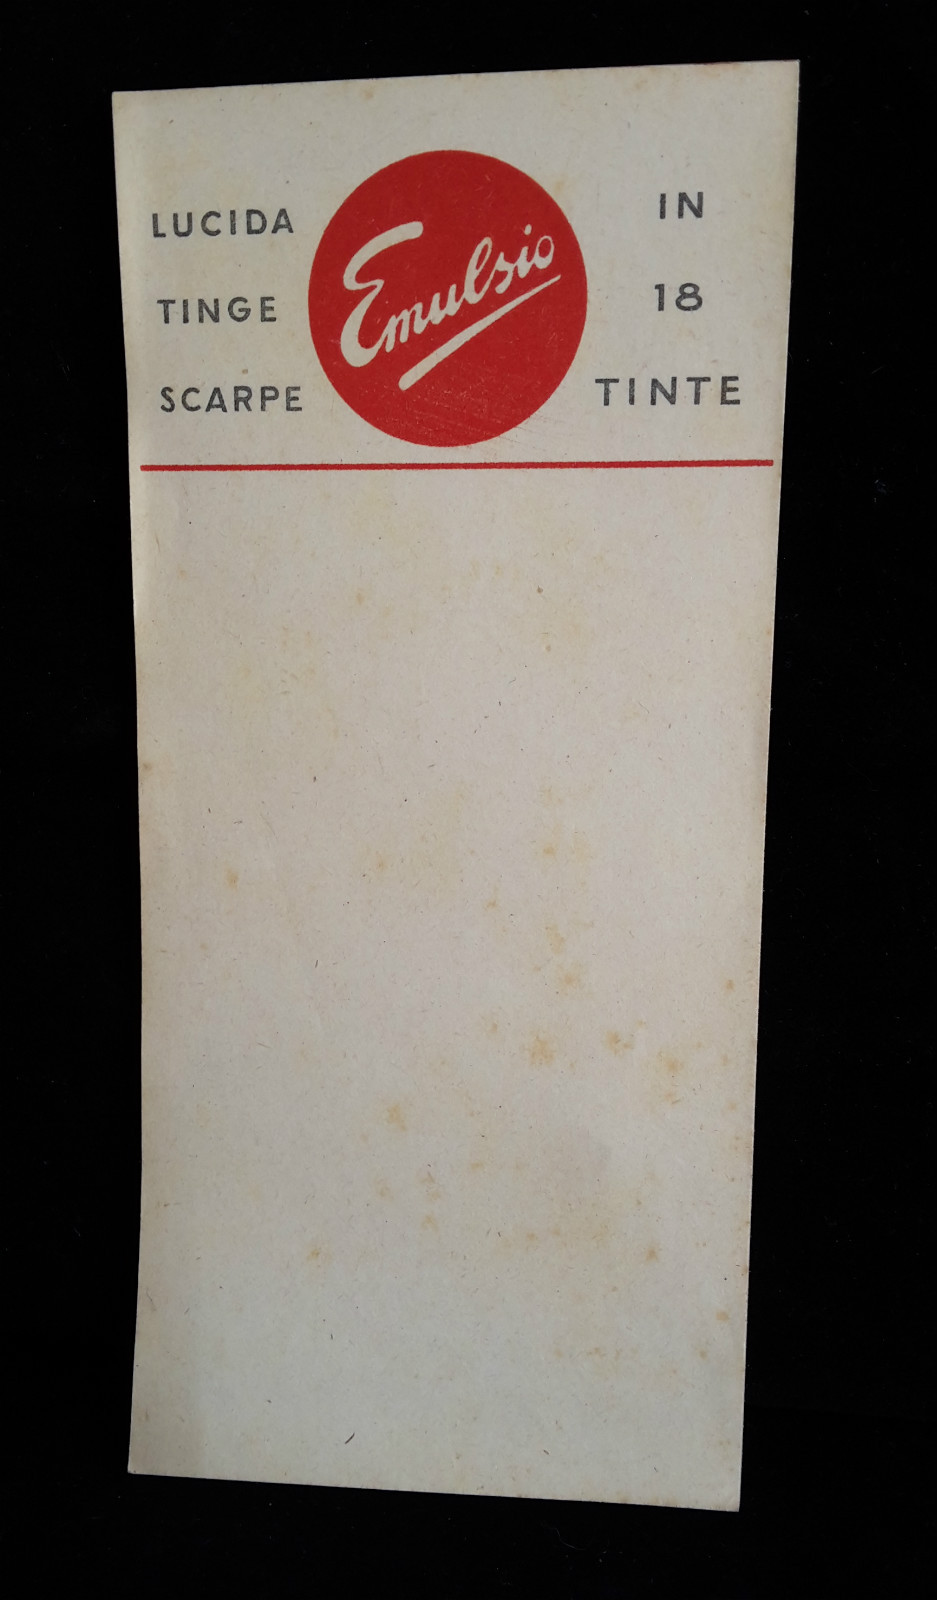 LUCIDA
TINGE
SCARPE
Emulsio
IN
18
TINTE